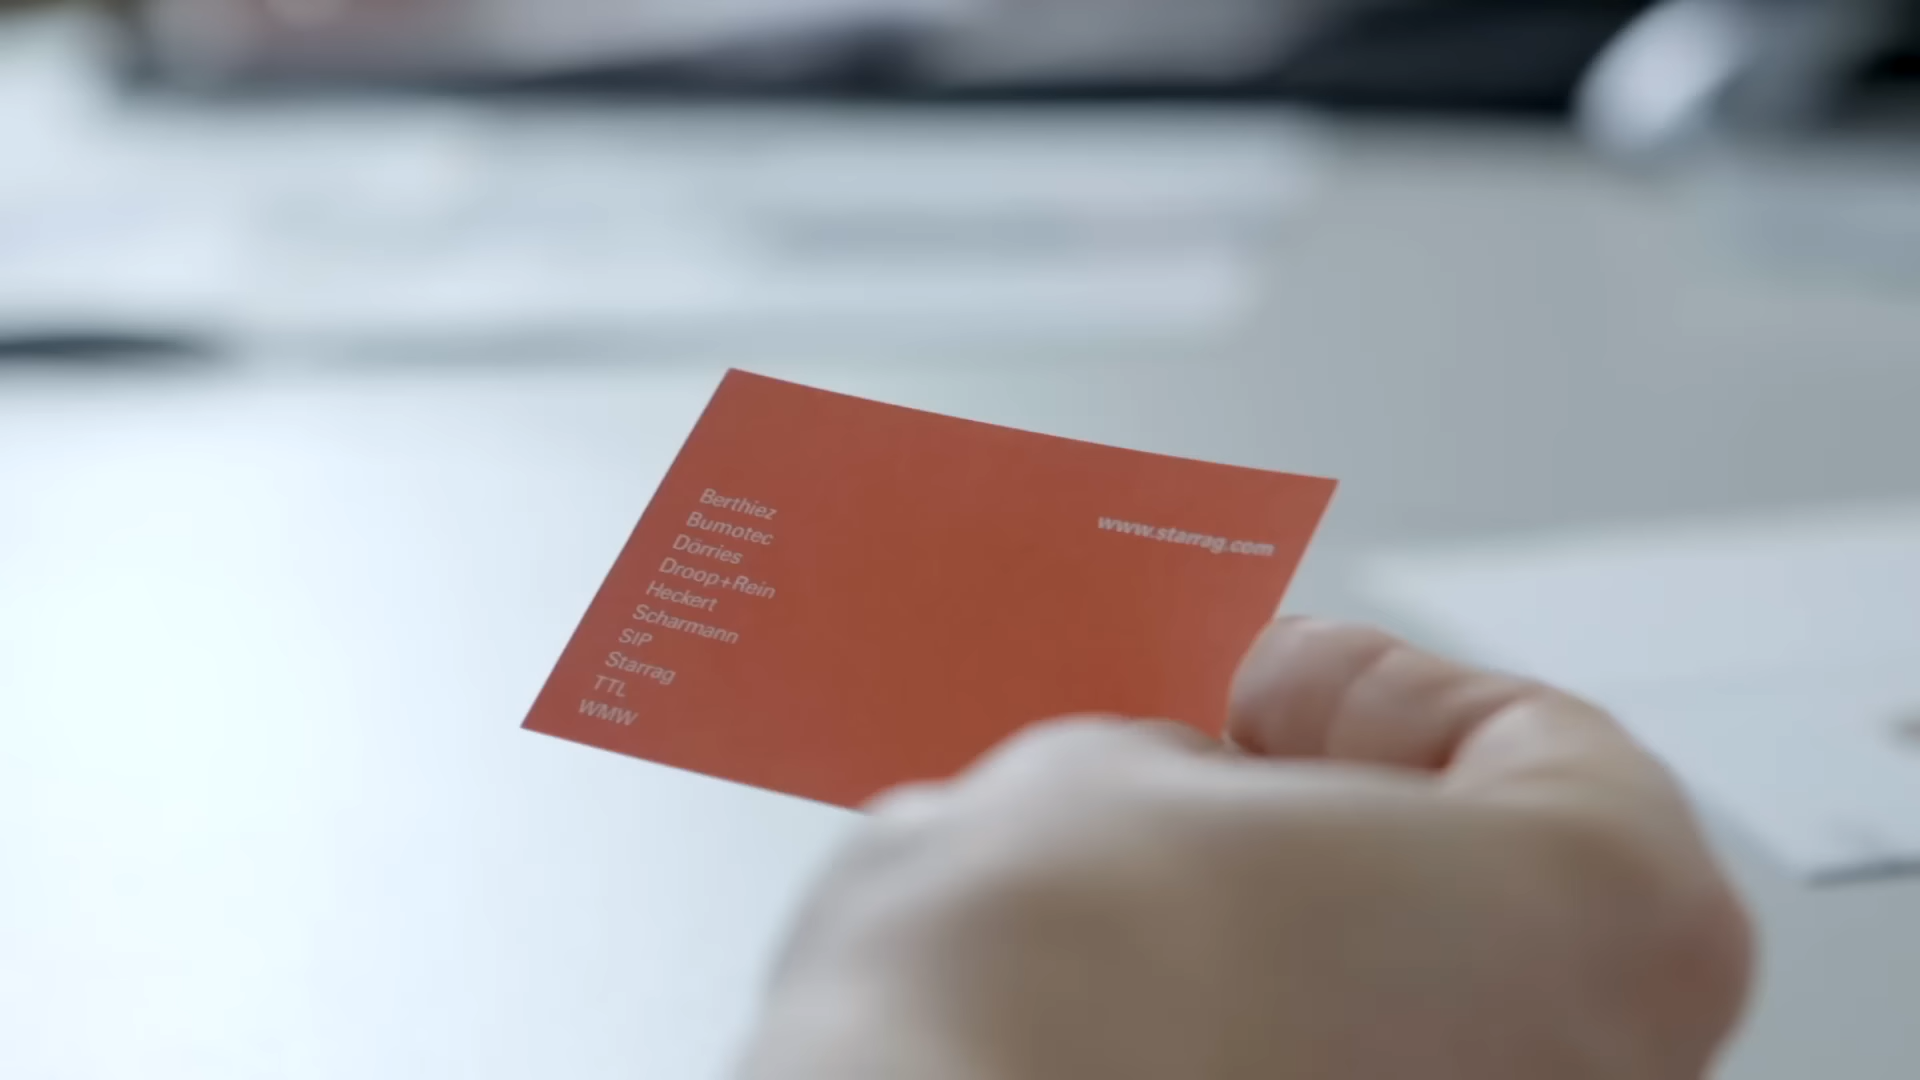 Berthiez
Bumotec
Dörries
Droop+Rein
Heckert
Scharmann
SIP
Starrag
TTL
WMW
www.starrag.com